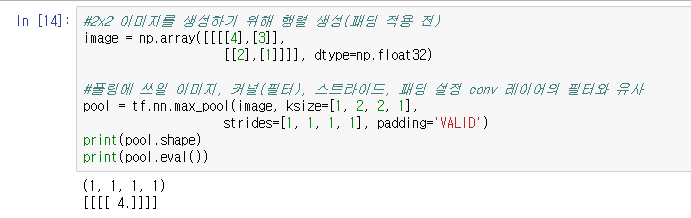 In [14]: #2x2 이미지를 생성하기 위해 행렬 생성(패딩 적용 전)
image = np.array([[[[4],[3]],
[[2],[1]]]], dtype=np.float32)
#풀링에 쓰일 이미지, 커널(필터), 스트라이드, 패딩 설정 conv 레이어의 필터와 유사
pool = tf.nn.max_pool(image, ksize=[1, 2, 2, 1],
strides=[1, 1, 1, 1], padding='VALID')
print(pool.shape)
print(pool.eval())
(1, 1, 1, 1)
[[[[ 4.]]]]